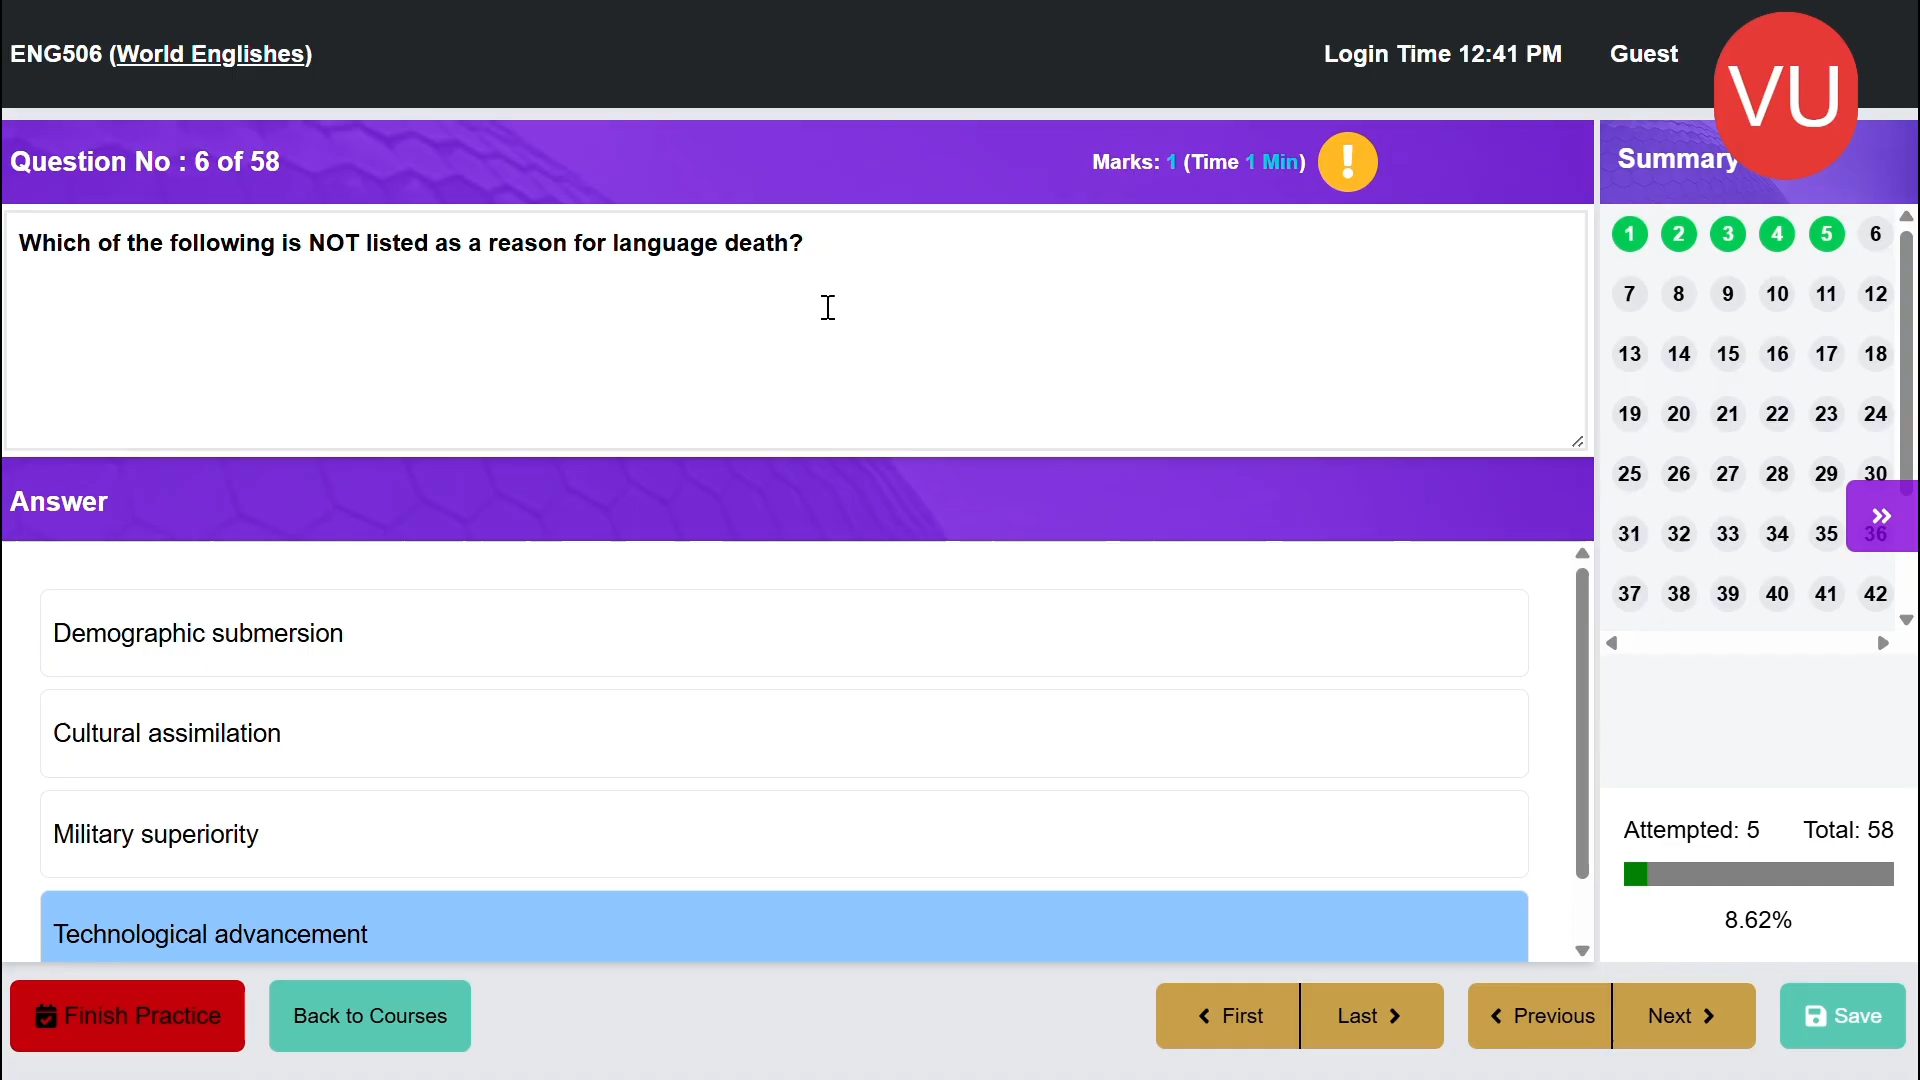 ENG506 (World Englishes)
Login Time 12:41 PM
Guest
VU
Question No : 6 of 58
Marks: 1 (Time 1 Min)
!
Summary
Which of the following is NOT listed as a reason for language death?
1 2 3 4 5 6
7 8 9 10 11 12
13 14 15 16 17 18
19 20 21 22 23 24
25 26 27 28 29 30
31 32 33 34 35 36
37 38 39 40 41 42
Answer
Demographic submersion
Cultural assimilation
Military superiority
Technological advancement
Attempted: 5 Total: 58
8.62%
Finish Practice
Back to Courses
First
Last
Previous
Next
Save